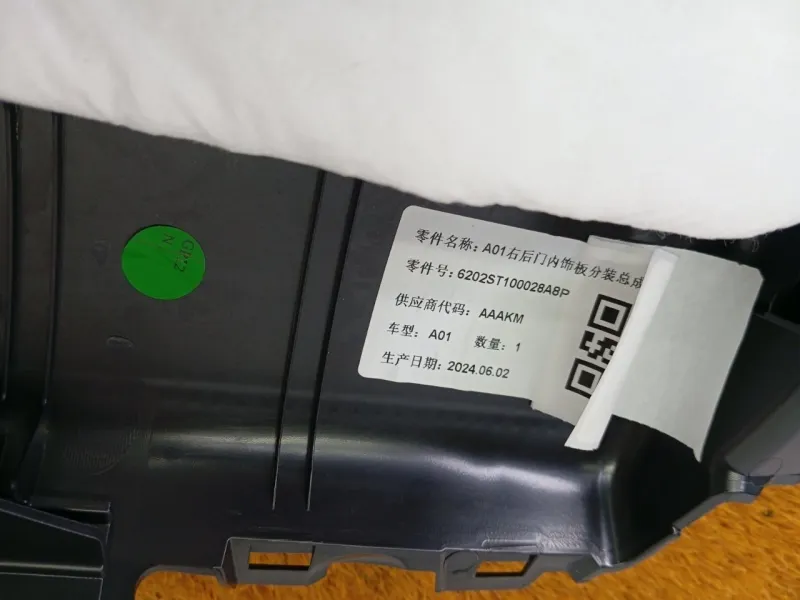 零件名称：A01右后门内饰板分装总成
零件号：6202ST100028A8P
供应商代码：AAAKM
车型：A01 数量：1
生产日期：2024.06.02
GP12
N